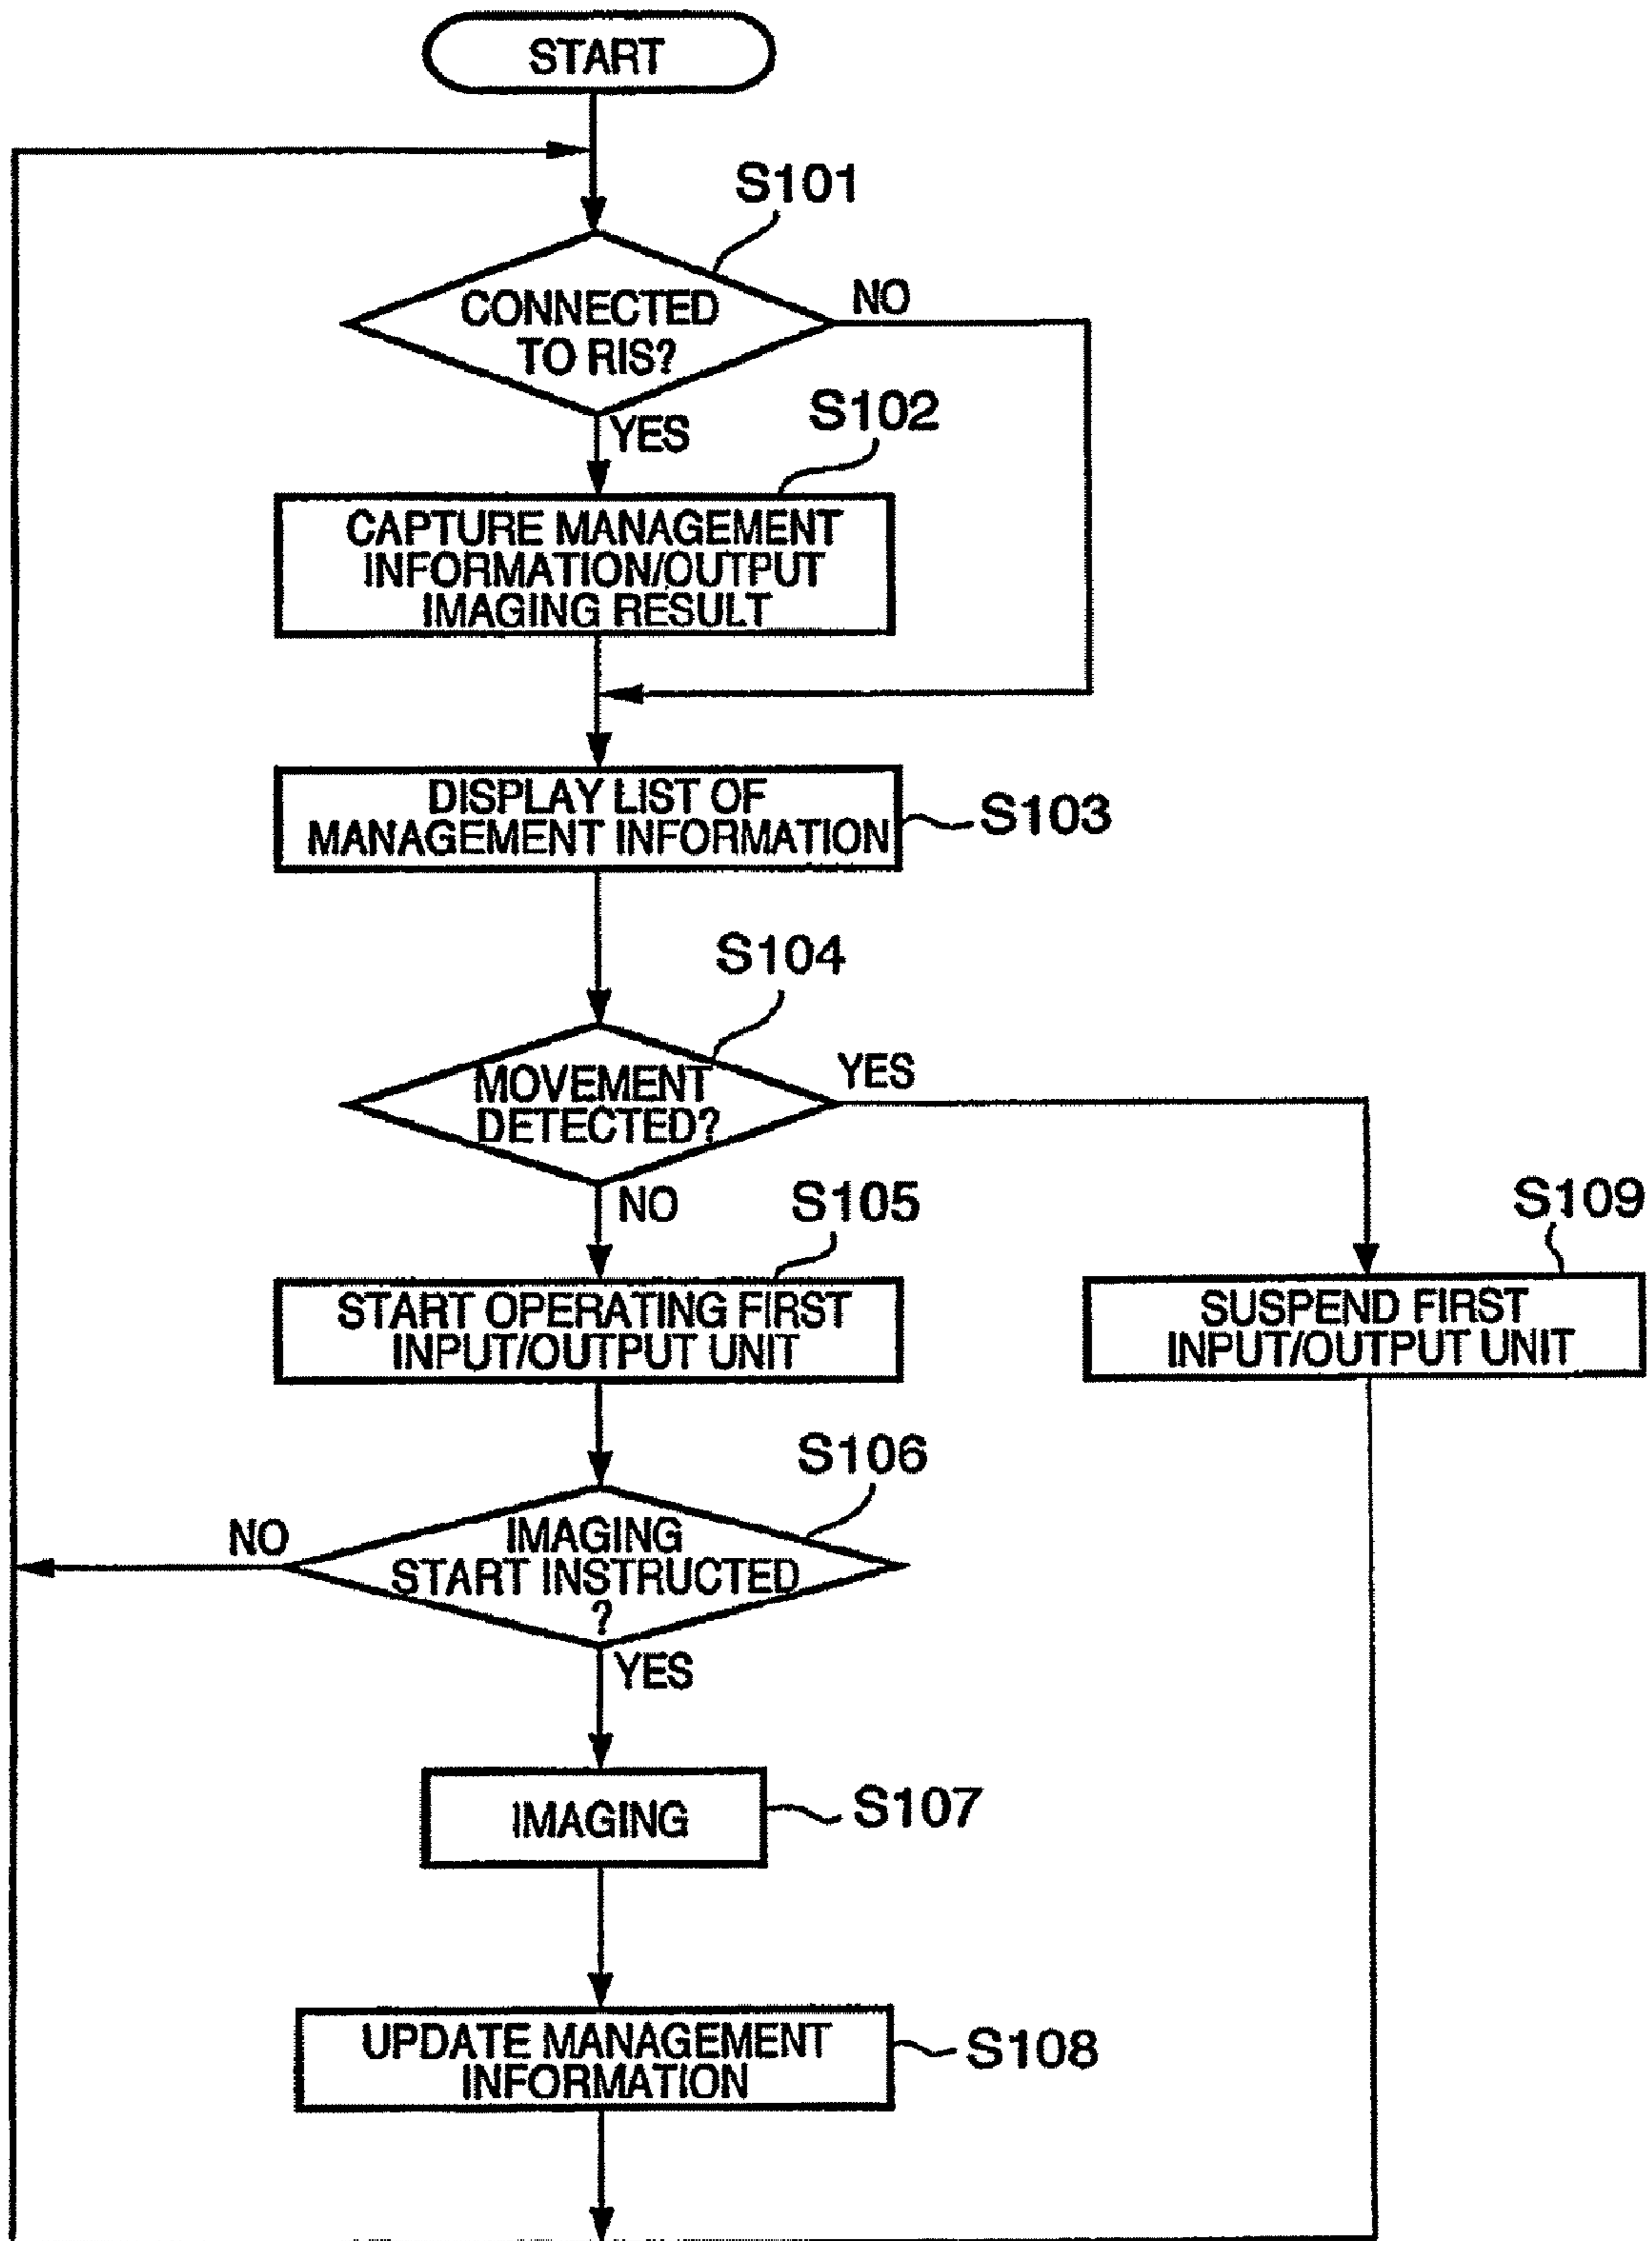 START
S101
CONNECTED
TO RIS?
NO
YES
S102
CAPTURE MANAGEMENT
INFORMATION/OUTPUT
IMAGING RESULT
DISPLAY LIST OF
MANAGEMENT INFORMATION
S103
S104
MOVEMENT
DETECTED?
YES
NO
S105
START OPERATING FIRST
INPUT/OUTPUT UNIT
S109
SUSPEND FIRST
INPUT/OUTPUT UNIT
S106
IMAGING
START INSTRUCTED
?
NO
YES
IMAGING
S107
UPDATE MANAGEMENT
INFORMATION
S108